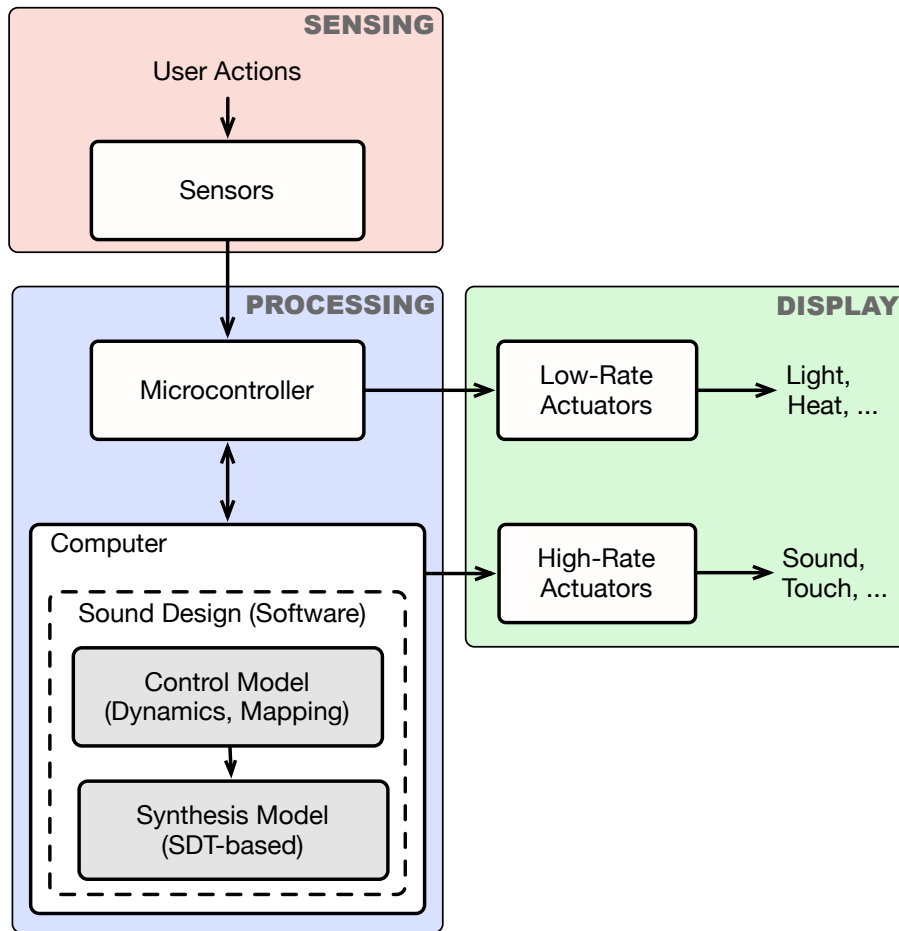 SENSING
User Actions
Sensors
PROCESSING
Microcontroller
Computer
Sound Design (Software)
Control Model
(Dynamics, Mapping)
Synthesis Model
(SDT-based)
DISPLAY
Low-Rate
Actuators
Light,
Heat, ...
High-Rate
Actuators
Sound,
Touch, ...